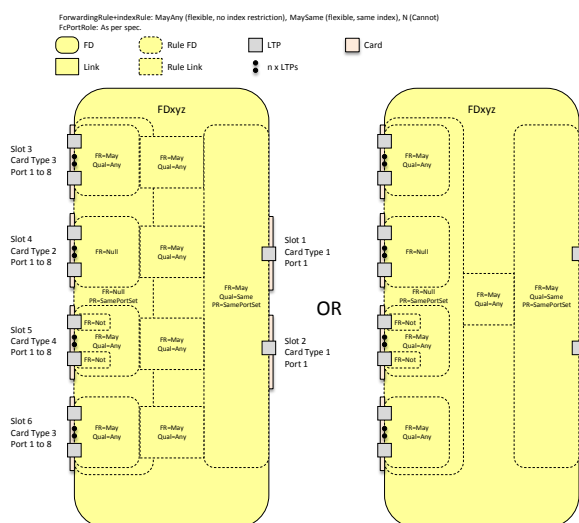 ForwardingRule+indexRule: MayAny (flexible, no index restriction), MaySame (flexible, same index), N (Cannot)
FcPortRole: As per spec.
FD
Rule FD
LTP
Card
Link
Rule Link
n x LTPs
FDxyz
Slot 3
Card Type 3
Port 1 to 8
FR=May
Qual=Any
FR=May
Qual=Any
Slot 4
Card Type 2
Port 1 to 8
FR=Null
FR=May
Qual=Any
Slot 1
Card Type 1
Port 1
FR=Null
PR=SamePortSet
FR=May
Qual=Same
PR=SamePortSet
Slot 5
Card Type 4
Port 1 to 8
FR=Not
FR=May
Qual=Any
FR=Not
FR=May
Qual=Any
Slot 2
Card Type 1
Port 1
Slot 6
Card Type 3
Port 1 to 8
FR=May
Qual=Any
FR=May
Qual=Any
OR
FDxyz
FR=May
Qual=Any
FR=Null
FR=Null
PR=SamePortSet
FR=May
Qual=Any
FR=May
Qual=Same
PR=SamePortSet
FR=Not
FR=May
Qual=Any
FR=Not
FR=May
Qual=Any